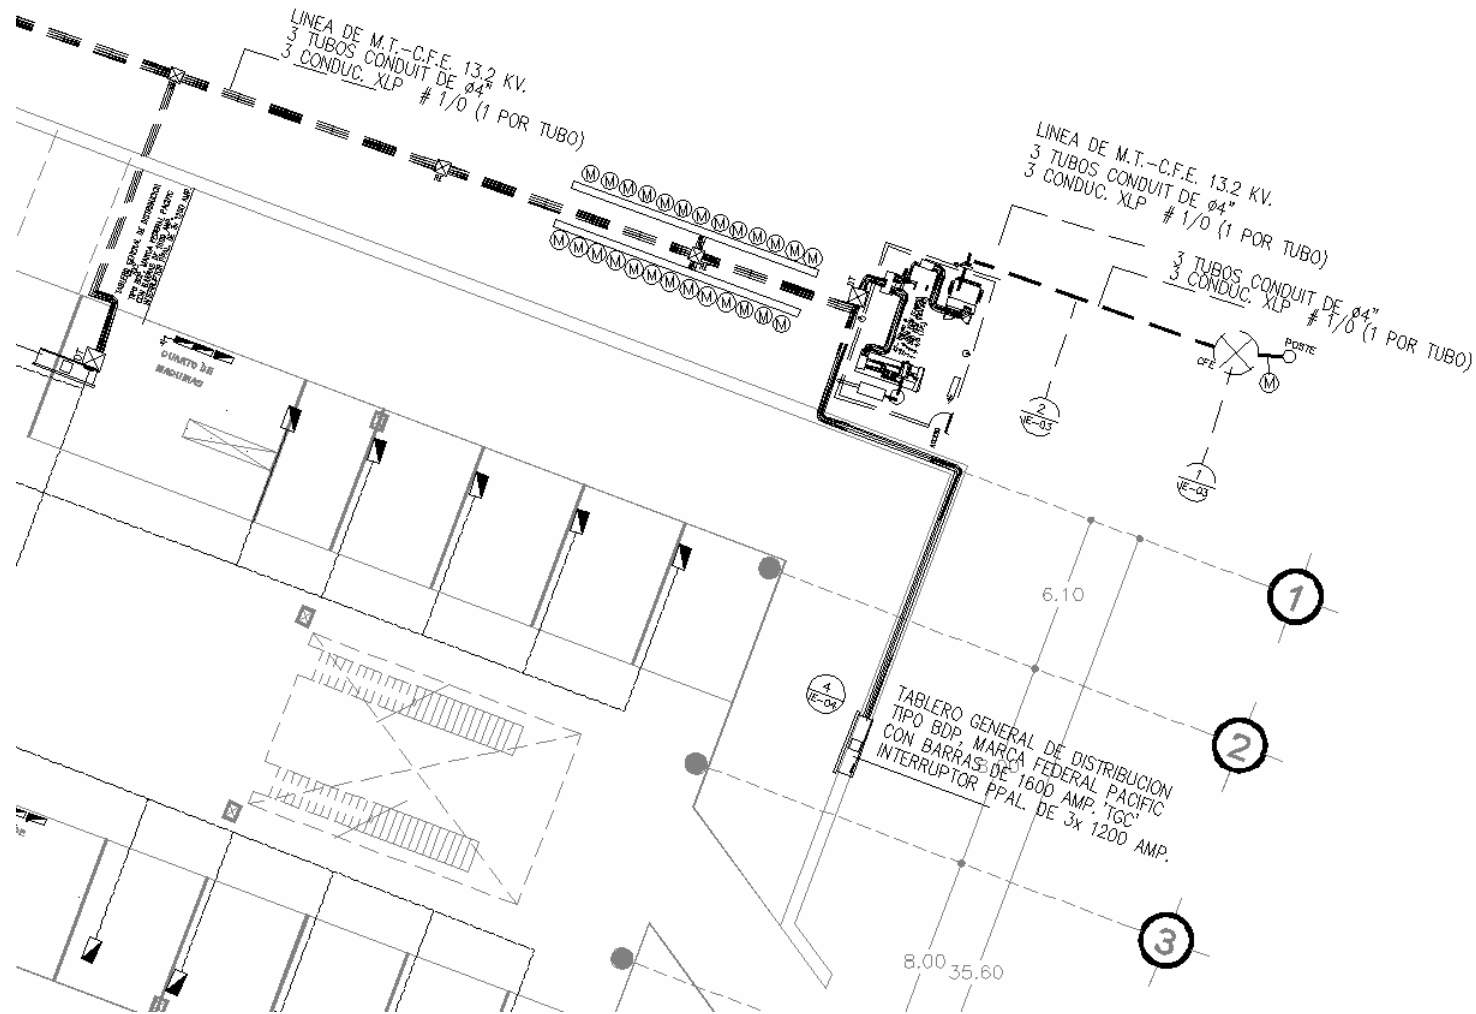 LINEA DE M.T.-C.F.E. 13.2 KV.
3 TUBOS CONDUIT DE ø4"
3 CONDUC. XLP # 1/0 (1 POR TUBO)
LINEA DE M.T.-C.F.E. 13.2 KV.
3 TUBOS CONDUIT DE ø4"
3 CONDUC. XLP # 1/0 (1 POR TUBO)
3 TUBOS CONDUIT DE ø4"
3 CONDUC. XLP # 1/0 (1 POR TUBO)
M M M M M M M M M M M M M
M M M M M M M M M M M M M
POSTE
CFE
M
CUARTO DE
MAQUINAS
2
IE-03
1
IE-03
6.10
1
4
IE-04
TABLERO GENERAL DE DISTRIBUCION
TIPO BDP, MARCA FEDERAL PACIFIC
CON BARRAS DE 1600 AMP. 'TGC'
INTERRUPTOR PPAL. DE 3x 1200 AMP.
8.00
2
3
8.00
35.60